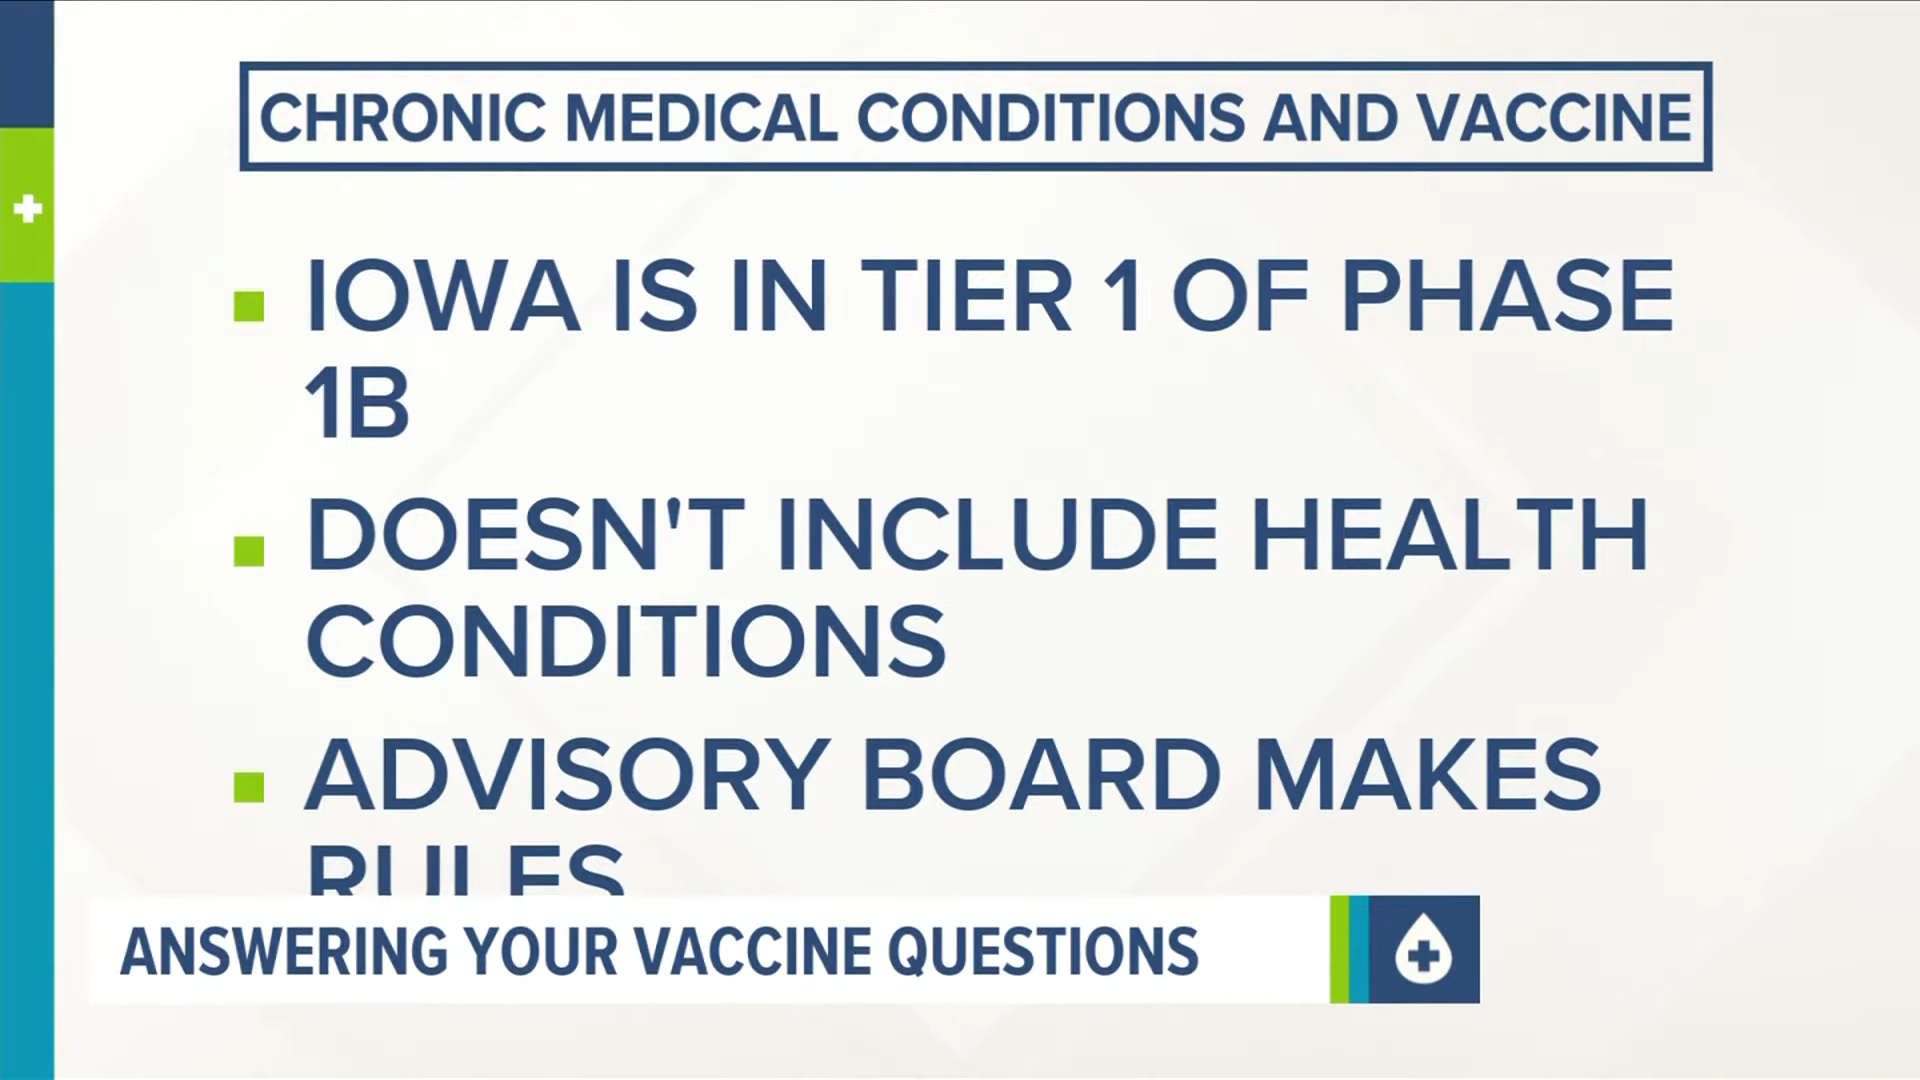 CHRONIC MEDICAL CONDITIONS AND VACCINE
IOWA IS IN TIER 1 OF PHASE
1B
DOESN'T INCLUDE HEALTH
CONDITIONS
ADVISORY BOARD MAKES
RULES
ANSWERING YOUR VACCINE QUESTIONS